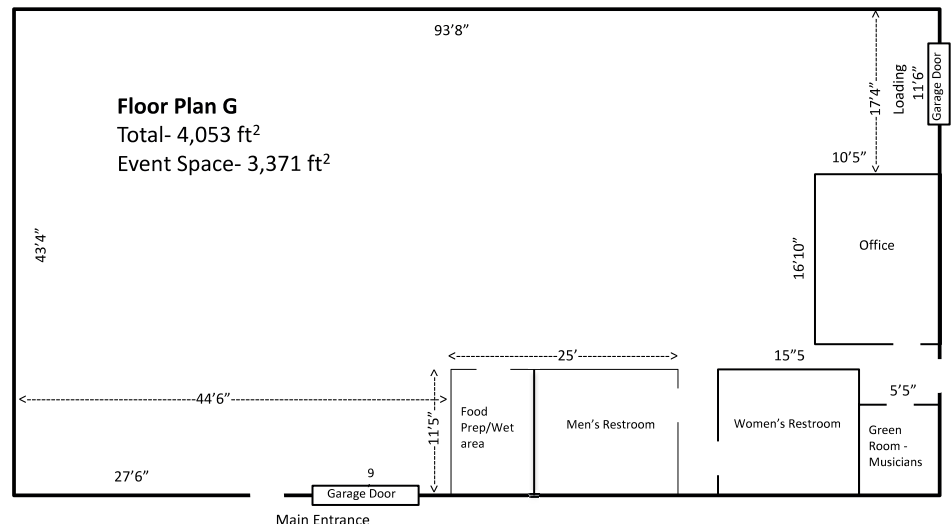 93’8”
Floor Plan G
Total- 4,053 ft²
Event Space- 3,371 ft²
17’4”
Loading
11’6”
Garage Door
10’5”
43’4”
16’10”
Office
25’
15”5
44’6”
11’5”
5’5”
Food
Prep/Wet
area
Men’s Restroom
Women’s Restroom
Green
Room -
Musicians
27’6”
9’
Garage Door
Main Entrance